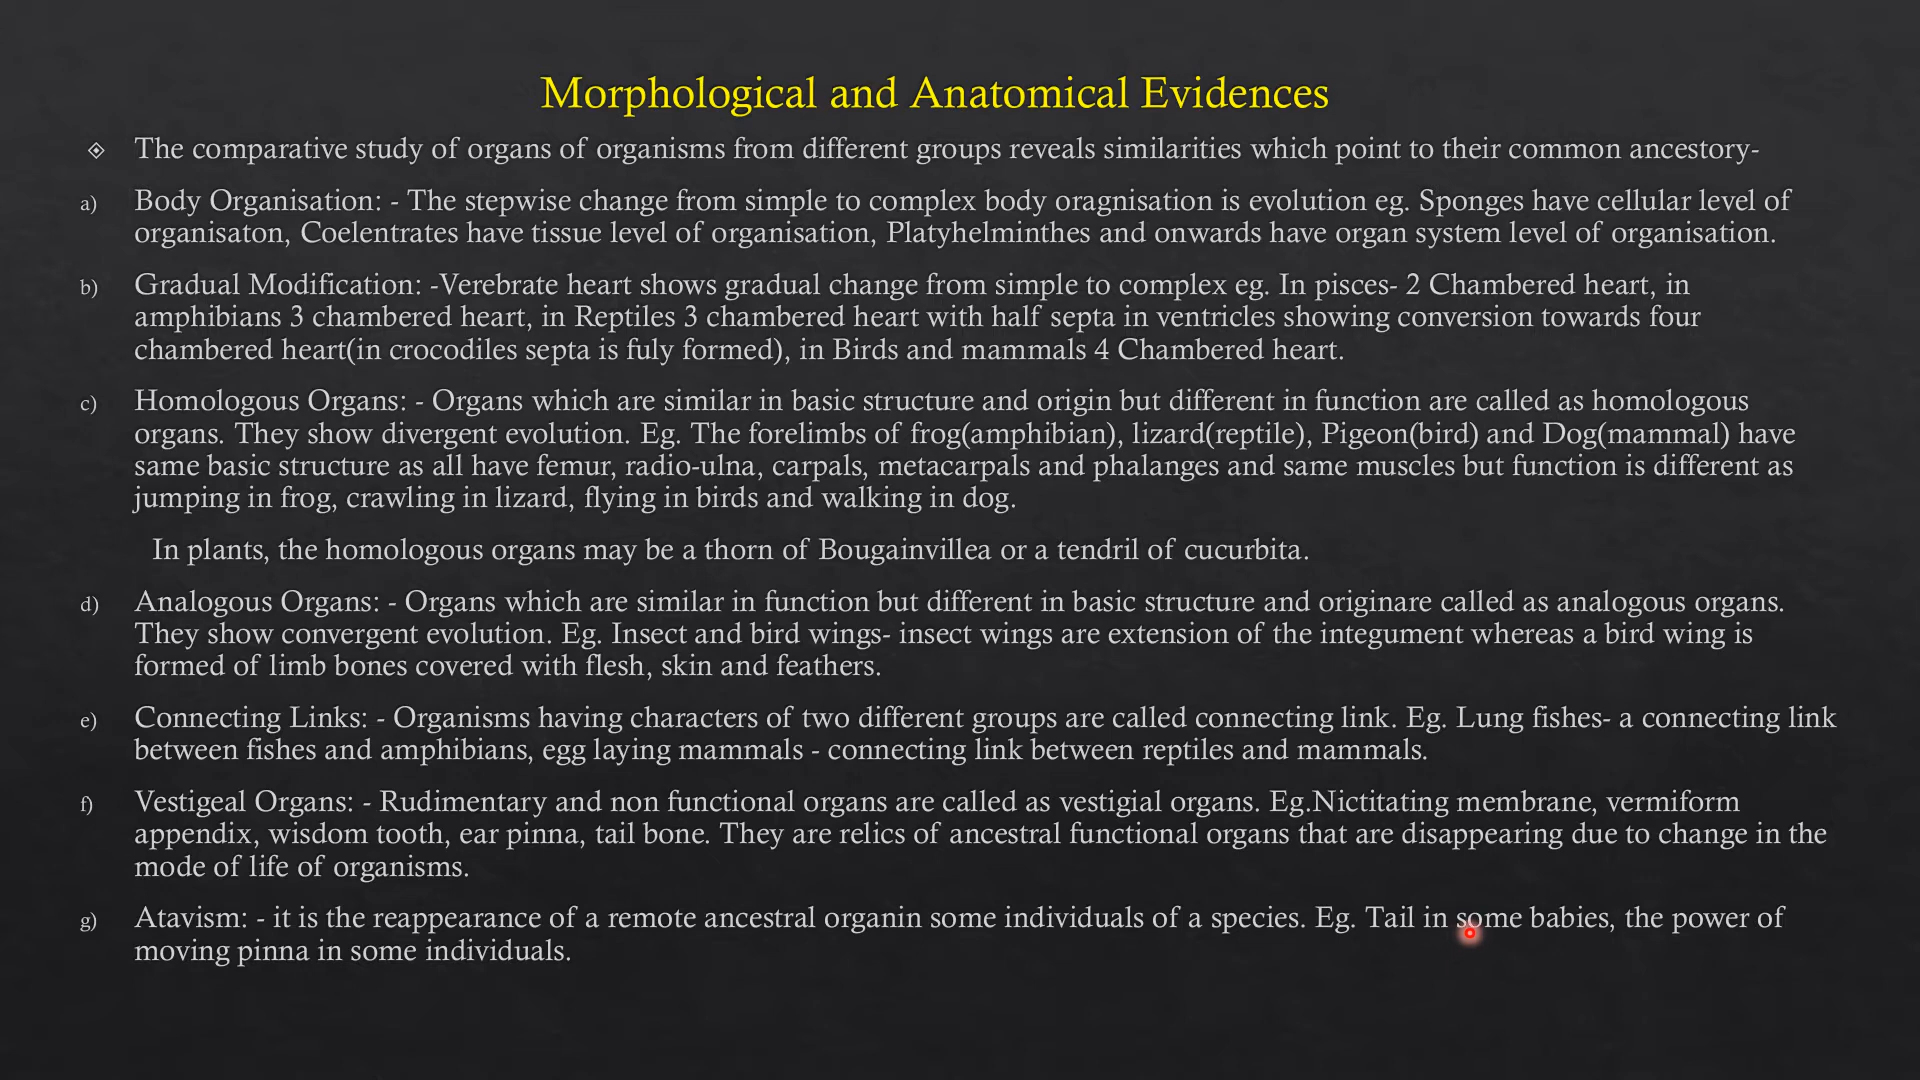 Morphological and Anatomical Evidences
The comparative study of organs of organisms from different groups reveals similarities which point to their common ancestory-
a) Body Organisation: - The stepwise change from simple to complex body oragnisation is evolution eg. Sponges have cellular level of
organisaton, Coelentrates have tissue level of organisation, Platyhelminthes and onwards have organ system level of organisation.
b) Gradual Modification: -Verebrate heart shows gradual change from simple to complex eg. In pisces- 2 Chambered heart, in
amphibians 3 chambered heart, in Reptiles 3 chambered heart with half septa in ventricles showing conversion towards four
chambered heart(in crocodiles septa is fuly formed), in Birds and mammals 4 Chambered heart.
c) Homologous Organs: - Organs which are similar in basic structure and origin but different in function are called as homologous
organs. They show divergent evolution. Eg. The forelimbs of frog(amphibian), lizard(reptile), Pigeon(bird) and Dog(mammal) have
same basic structure as all have femur, radio-ulna, carpals, metacarpals and phalanges and same muscles but function is different as
jumping in frog, crawling in lizard, flying in birds and walking in dog.
In plants, the homologous organs may be a thorn of Bougainvillea or a tendril of cucurbita.
d) Analogous Organs: - Organs which are similar in function but different in basic structure and originare called as analogous organs.
They show convergent evolution. Eg. Insect and bird wings- insect wings are extension of the integument whereas a bird wing is
formed of limb bones covered with flesh, skin and feathers.
e) Connecting Links: - Organisms having characters of two different groups are called connecting link. Eg. Lung fishes- a connecting link
between fishes and amphibians, egg laying mammals - connecting link between reptiles and mammals.
f) Vestigeal Organs: - Rudimentary and non functional organs are called as vestigial organs. Eg.Nictitating membrane, vermiform
appendix, wisdom tooth, ear pinna, tail bone. They are relics of ancestral functional organs that are disappearing due to change in the
mode of life of organisms.
g) Atavism: - it is the reappearance of a remote ancestral organin some individuals of a species. Eg. Tail in some babies, the power of
moving pinna in some individuals.